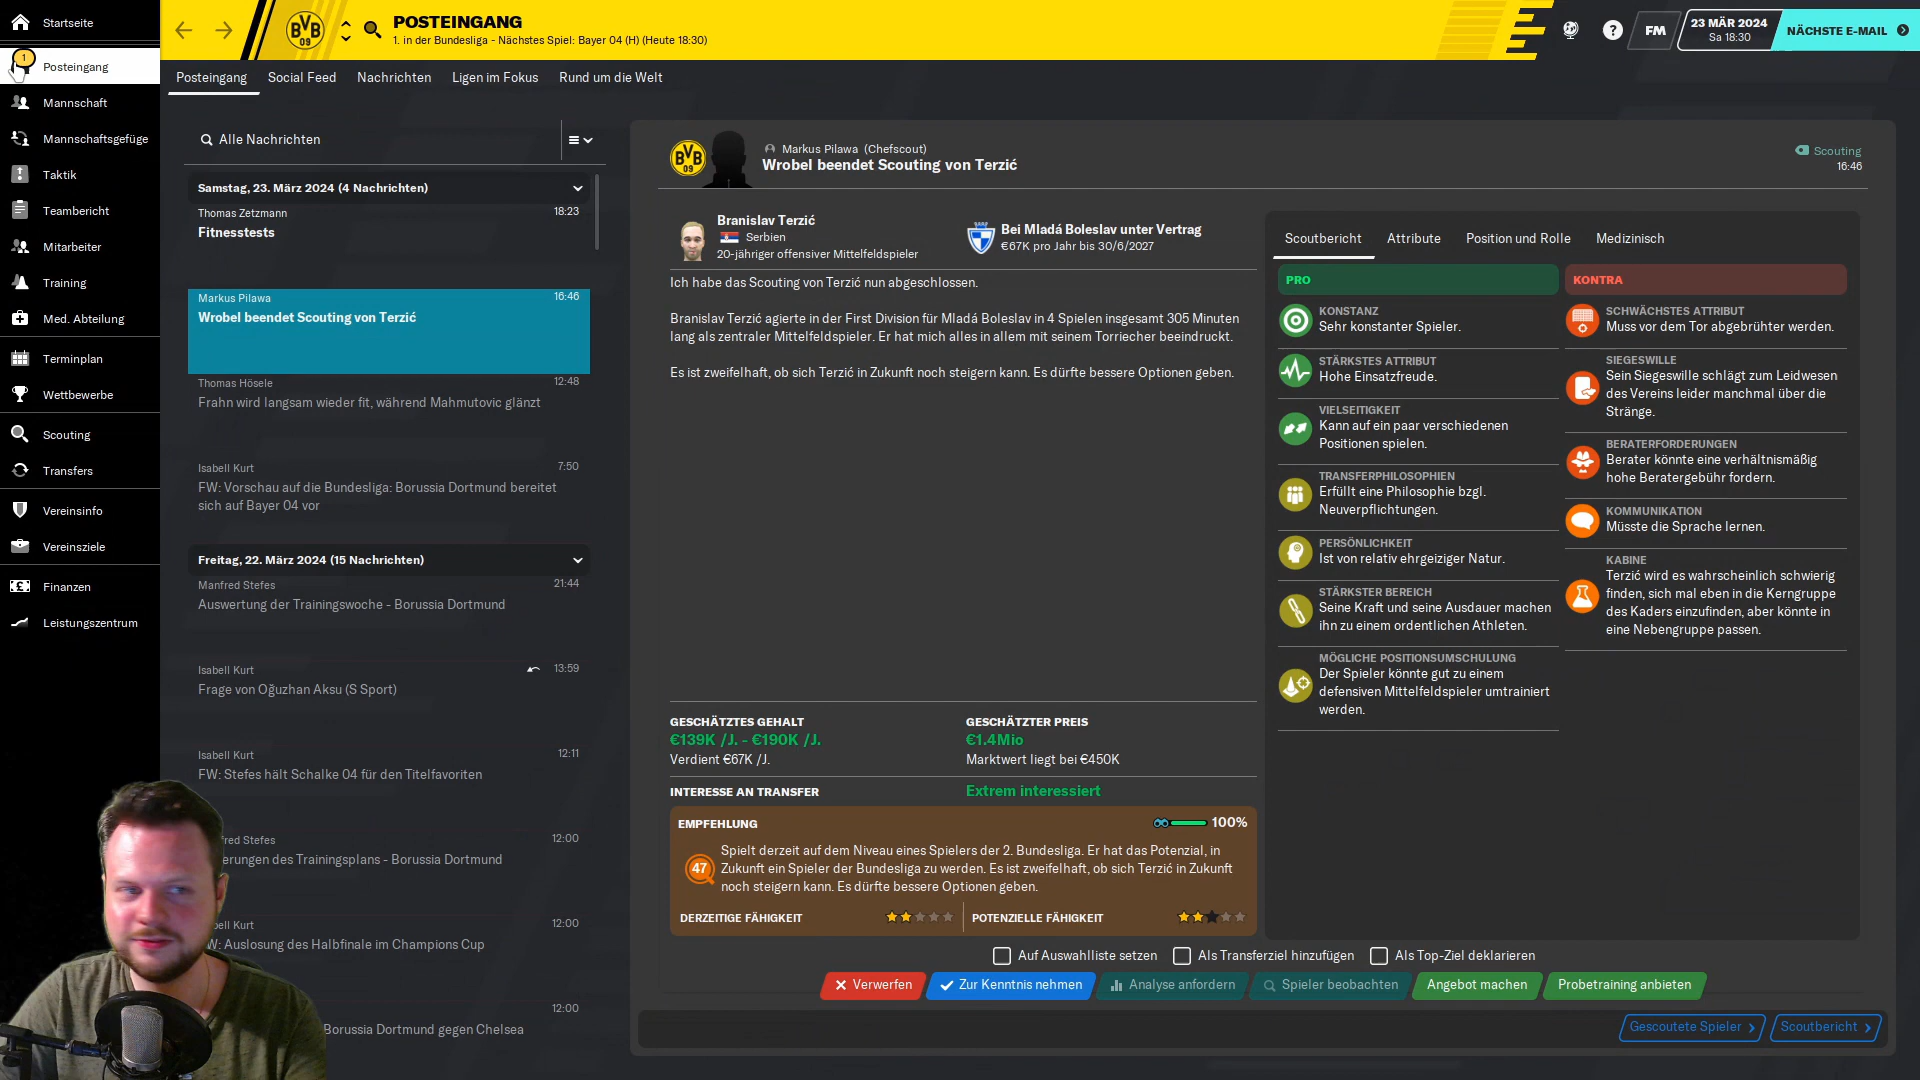 Startseite
1
Posteingang
Mannschaft
Mannschaftsgefüge
Taktik
Teambericht
Mitarbeiter
Training
Med. Abteilung
Terminplan
Wettbewerbe
Scouting
Transfers
Vereinsinfo
Vereinsziele
Finanzen
Leistungszentrum
BVB
09
POSTEINGANG
1. in der Bundesliga - Nächstes Spiel: Bayer 04 (H) (Heute 18:30)
?
FM
23 MÄR 2024
Sa 18:30
NÄCHSTE E-MAIL
Posteingang
Social Feed
Nachrichten
Ligen im Fokus
Rund um die Welt
Alle Nachrichten
Samstag, 23. März 2024 (4 Nachrichten)
Thomas Zetzmann
18:23
Fitnesstests
Markus Pilawa
16:46
Wrobel beendet Scouting von Terzić
Thomas Hösele
12:48
Frahn wird langsam wieder fit, während Mahmutovic glänzt
Isabell Kurt
7:50
FW: Vorschau auf die Bundesliga: Borussia Dortmund bereitet
sich auf Bayer 04 vor
Freitag, 22. März 2024 (15 Nachrichten)
Manfred Stefes
21:44
Auswertung der Trainingswoche - Borussia Dortmund
Isabell Kurt
13:59
Frage von Oğuzhan Aksu (S Sport)
Isabell Kurt
12:11
FW: Stefes hält Schalke 04 für den Titelfavoriten
fred Stefes
12:00
erungen des Trainingsplans - Borussia Dortmund
bell Kurt
12:00
W: Auslosung des Halbfinale im Champions Cup
12:00
Borussia Dortmund gegen Chelsea
BVB
09
Markus Pilawa (Chefscout)
Wrobel beendet Scouting von Terzić
Scouting
16:46
Branislav Terzić
Serbien
20-jähriger offensiver Mittelfeldspieler
Bei Mladá Boleslav unter Vertrag
€67K pro Jahr bis 30/6/2027
Ich habe das Scouting von Terzić nun abgeschlossen.
Branislav Terzić agierte in der First Division für Mladá Boleslav in 4 Spielen insgesamt 305 Minuten
lang als zentraler Mittelfeldspieler. Er hat mich alles in allem mit seinem Torriecher beeindruckt.
Es ist zweifelhaft, ob sich Terzić in Zukunft noch steigern kann. Es dürfte bessere Optionen geben.
GESCHÄTZTES GEHALT
€139K /J. - €190K /J.
Verdient €67K /J.
GESCHÄTZTER PREIS
€1.4Mio
Marktwert liegt bei €450K
INTERESSE AN TRANSFER
Extrem interessiert
EMPFEHLUNG
100%
47
Spielt derzeit auf dem Niveau eines Spielers der 2. Bundesliga. Er hat das Potenzial, in
Zukunft ein Spieler der Bundesliga zu werden. Es ist zweifelhaft, ob sich Terzić in Zukunft
noch steigern kann. Es dürfte bessere Optionen geben.
DERZEITIGE FÄHIGKEIT
POTENZIELLE FÄHIGKEIT
Scoutbericht
Attribute
Position und Rolle
Medizinisch
PRO
KONSTANZ
Sehr konstanter Spieler.
STÄRKSTES ATTRIBUT
Hohe Einsatzfreude.
VIELSEITIGKEIT
Kann auf ein paar verschiedenen
Positionen spielen.
TRANSFERPHILOSOPHIEN
Erfüllt eine Philosophie bzgl.
Neuverpflichtungen.
PERSÖNLICHKEIT
Ist von relativ ehrgeiziger Natur.
STÄRKSTER BEREICH
Seine Kraft und seine Ausdauer machen
ihn zu einem ordentlichen Athleten.
MÖGLICHE POSITIONSUMSCHULUNG
Der Spieler könnte gut zu einem
defensiven Mittelfeldspieler umtrainiert
werden.
KONTRA
SCHWÄCHSTES ATTRIBUT
Muss vor dem Tor abgebrühter werden.
SIEGESWILLE
Sein Siegeswille schlägt zum Leidwesen
des Vereins leider manchmal über die
Stränge.
BERATERFORDERUNGEN
Berater könnte eine verhältnismäßig
hohe Beratergebühr fordern.
KOMMUNIKATION
Müsste die Sprache lernen.
KABINE
Terzić wird es wahrscheinlich schwierig
finden, sich mal eben in die Kerngruppe
des Kaders einzufinden, aber könnte in
eine Nebengruppe passen.
Auf Auswahlliste setzen
Als Transferziel hinzufügen
Als Top-Ziel deklarieren
Verwerfen
Zur Kenntnis nehmen
Analyse anfordern
Spieler beobachten
Angebot machen
Probetraining anbieten
Gescoutete Spieler
Scoutbericht